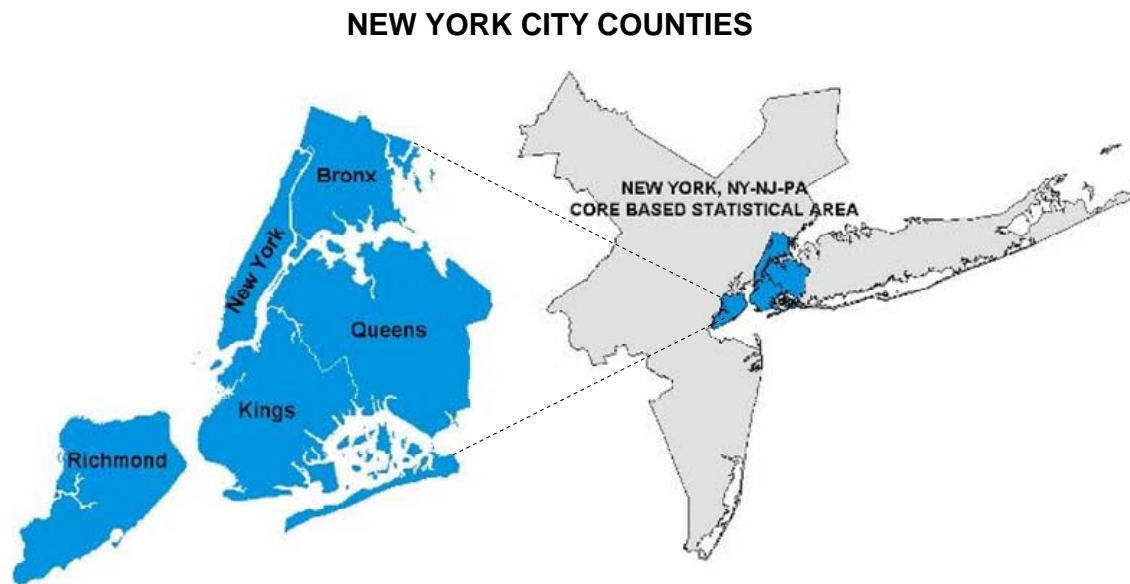 NEW YORK CITY COUNTIES
Bronx
New York
Queens
Kings
Richmond
NEW YORK, NY-NJ-PA
CORE BASED STATISTICAL AREA